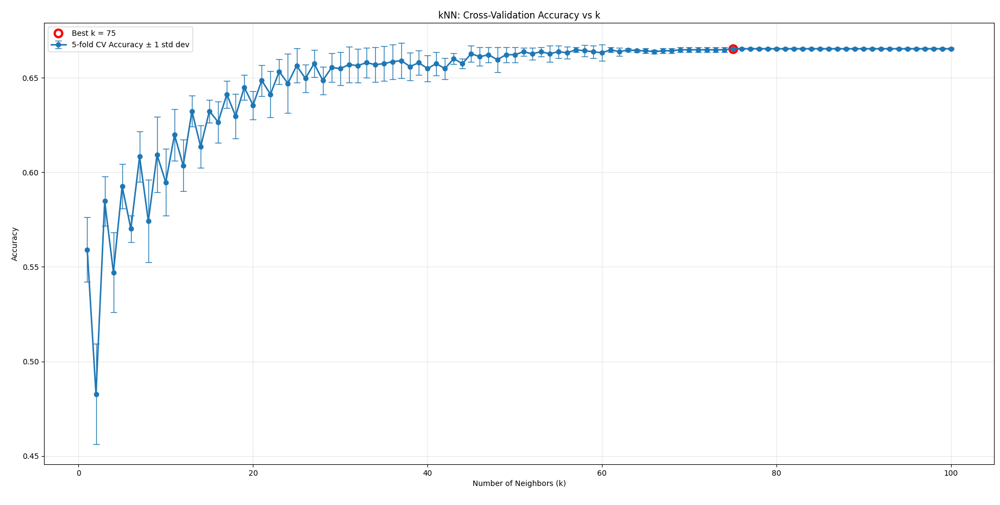 kNN: Cross-Validation Accuracy vs k
Best k = 75
5-fold CV Accuracy ± 1 std dev
Accuracy
0.65
0.60
0.55
0.50
0.45
0
20
40
60
80
100
Number of Neighbors (k)